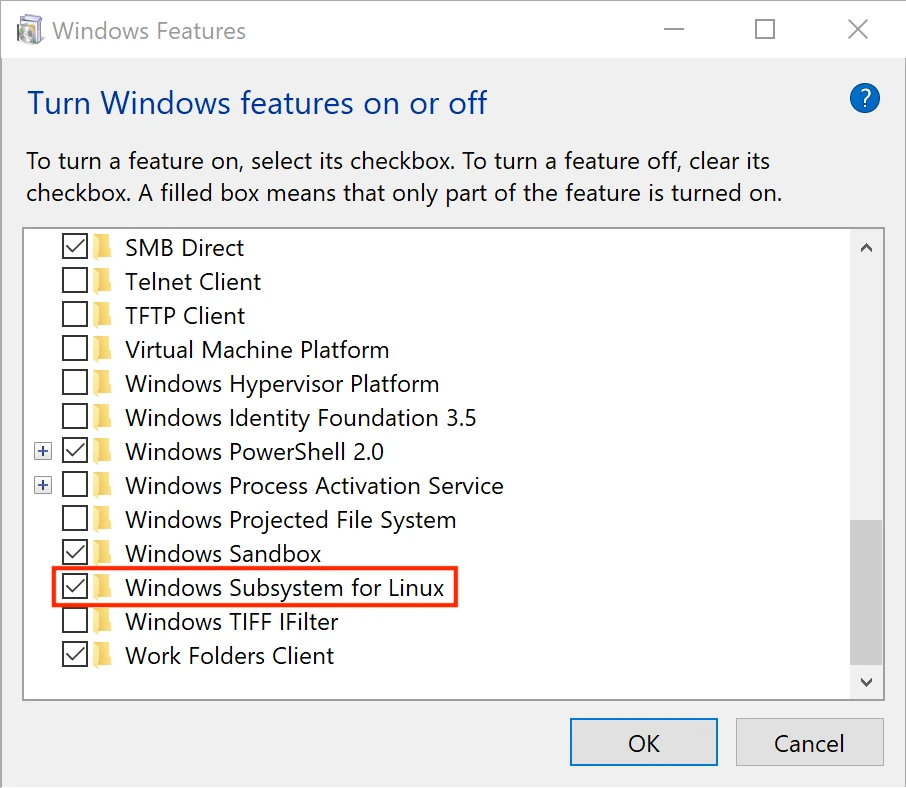 Windows Features
Turn Windows features on or off
?
To turn a feature on, select its checkbox. To turn a feature off, clear its
checkbox. A filled box means that only part of the feature is turned on.
SMB Direct
Telnet Client
TFTP Client
Virtual Machine Platform
Windows Hypervisor Platform
Windows Identity Foundation 3.5
Windows PowerShell 2.0
Windows Process Activation Service
Windows Projected File System
Windows Sandbox
Windows Subsystem for Linux
Windows TIFF IFilter
Work Folders Client
OK
Cancel